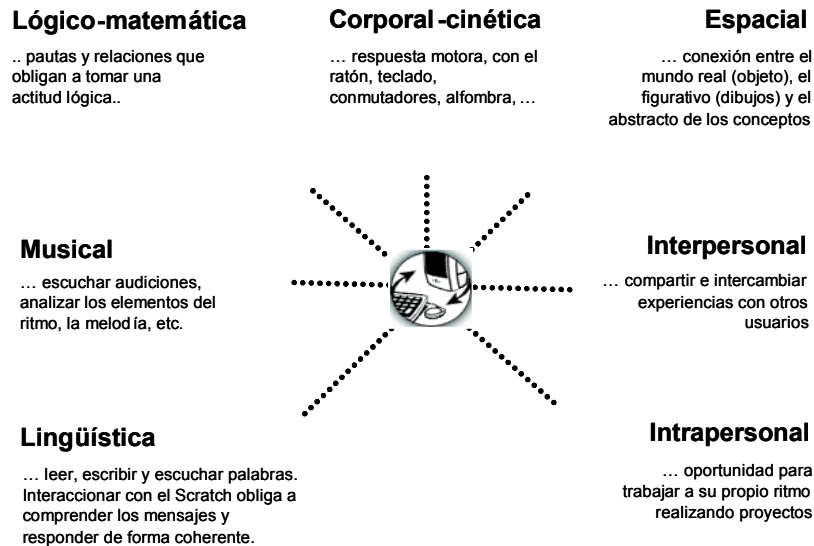 Lógico-matemática
.. pautas y relaciones que
obligan a tomar una
actitud lógica..
Corporal-cinética
… respuesta motora, con el
ratón, teclado,
conmutadores, alfombra, …
Espacial
… conexión entre el
mundo real (objeto), el
figurativo (dibujos) y el
abstracto de los conceptos
Musical
… escuchar audiciones,
analizar los elementos del
ritmo, la melodía, etc.
Interpersonal
… compartir e intercambiar
experiencias con otros
usuarios
Lingüística
… leer, escribir y escuchar palabras.
Interaccionar con el Scratch obliga a
comprender los mensajes y
responder de forma coherente.
Intrapersonal
… oportunidad para
trabajar a su propio ritmo
realizando proyectos